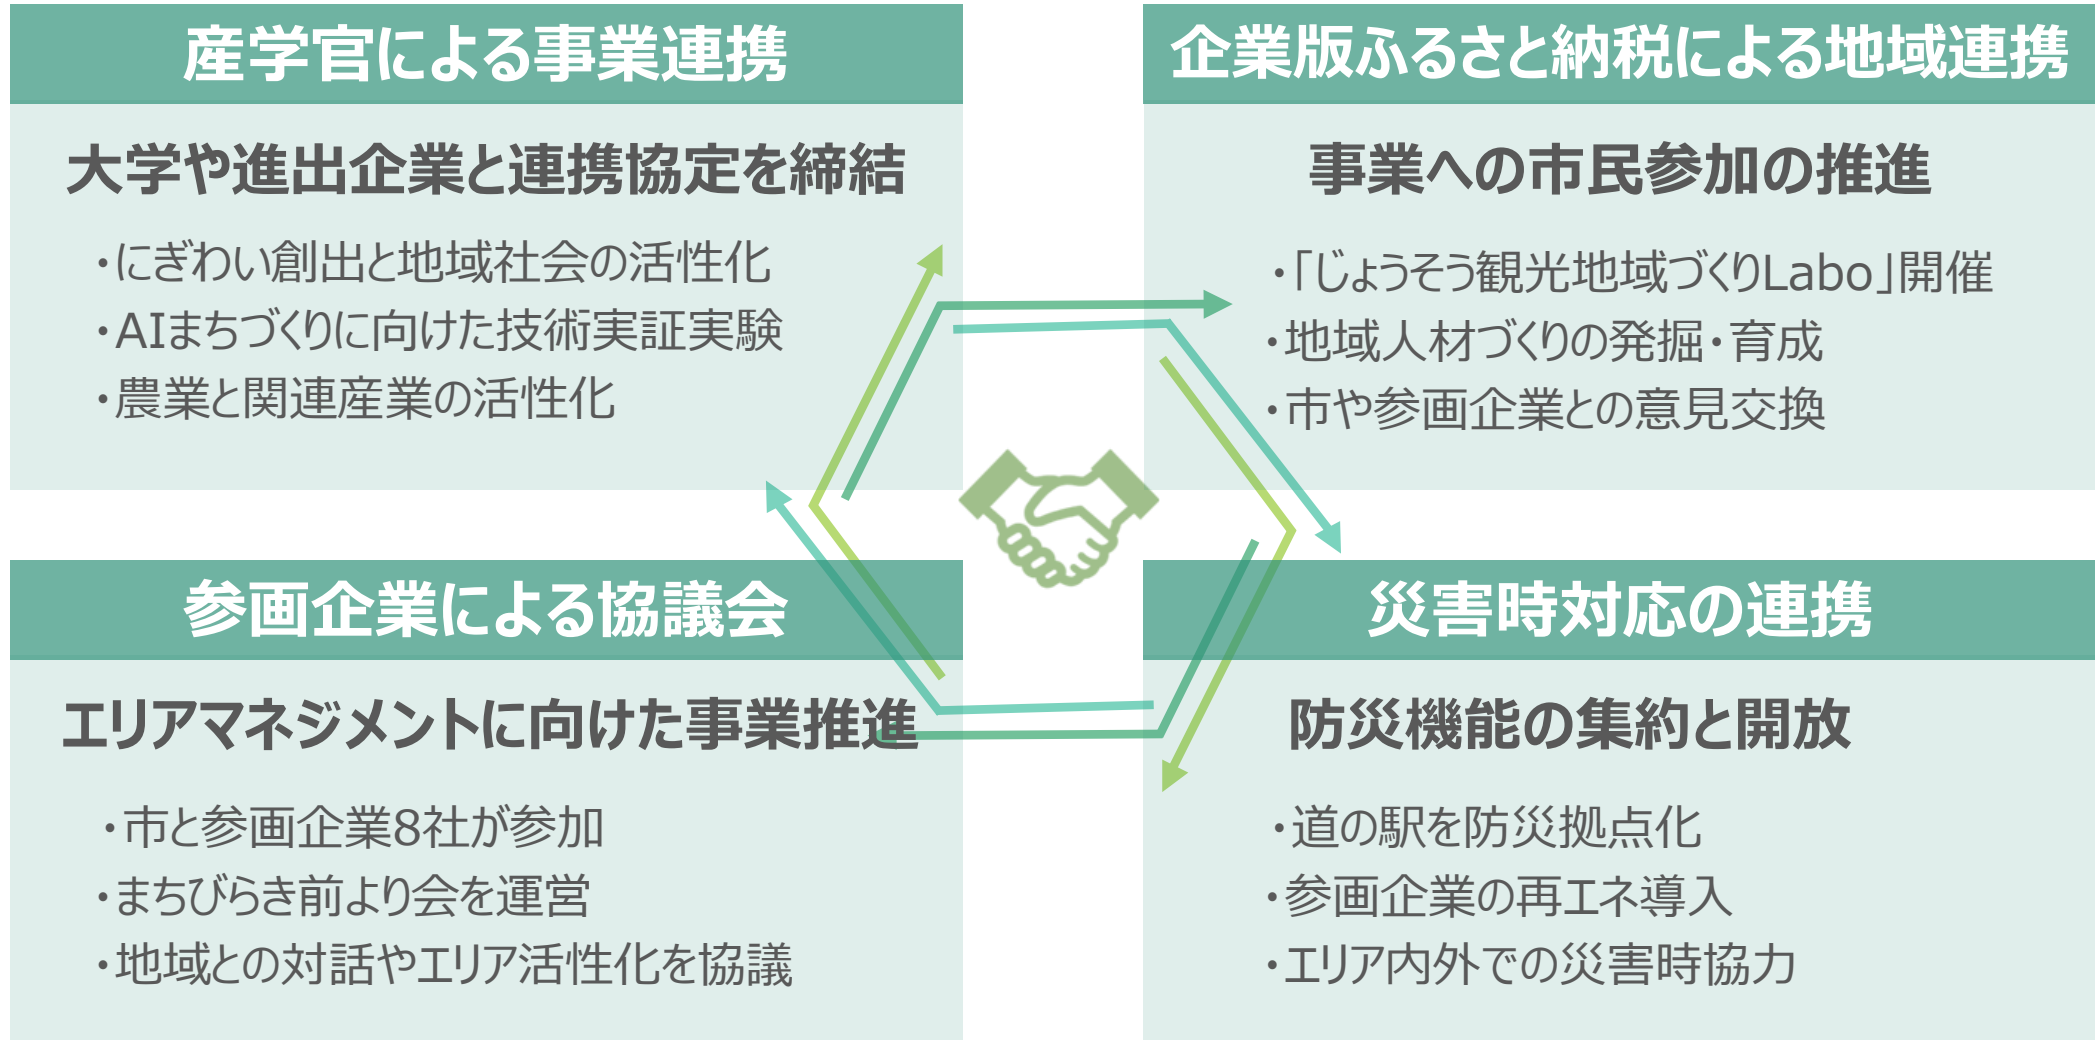 産学官による事業連携
大学や進出企業と連携協定を締結
・にぎわい創出と地域社会の活性化
・AIまちづくりに向けた技術実証実験
・農業と関連産業の活性化
企業版ふるさと納税による地域連携
事業への市民参加の推進
・「じょうそう観光地域づくりLabo」開催
・地域人材づくりの発掘・育成
・市や参画企業との意見交換
参画企業による協議会
エリアマネジメントに向けた事業推進
・市と参画企業8社が参加
・まちびらき前より会を運営
・地域との対話やエリア活性化を協議
災害時対応の連携
防災機能の集約と開放
・道の駅を防災拠点化
・参画企業の再エネ導入
・エリア内外での災害時協力